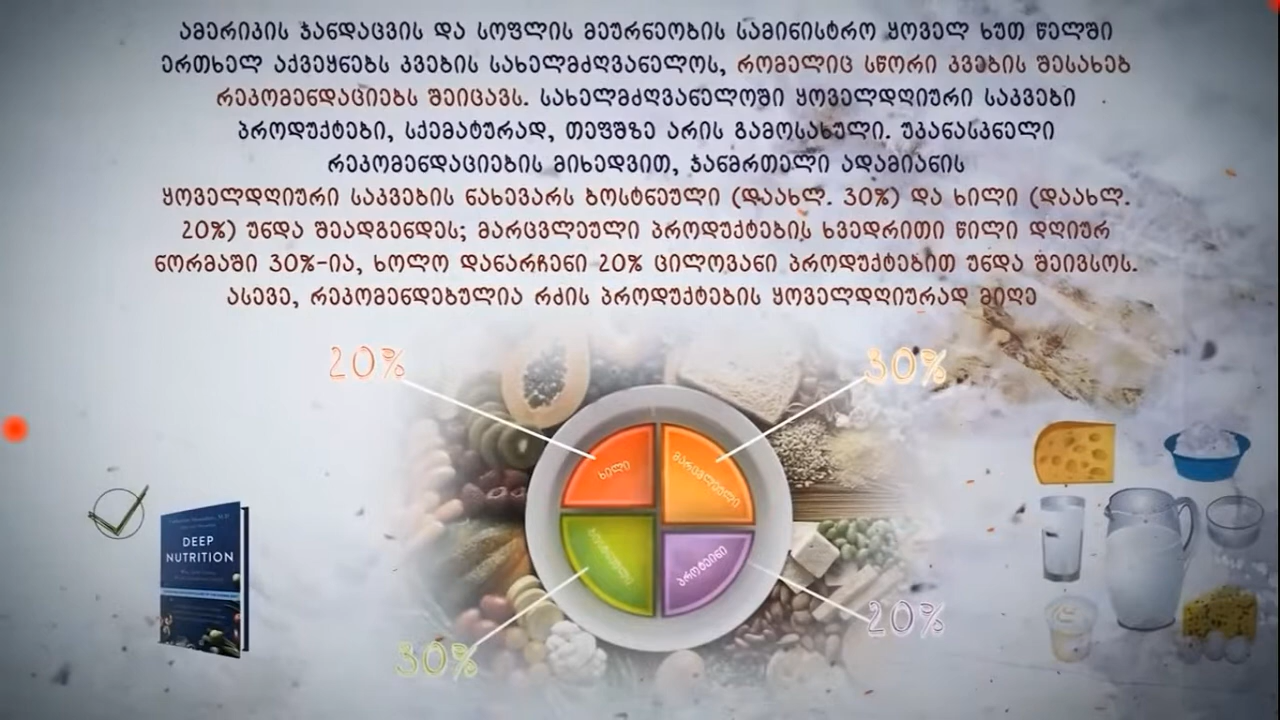 ამერიკის ჯანდაცვის და სოფლის მეურნეობის სამინისტრო ყოველ ხუთ წელში
ერთხელ აქვეყნებს კვების სახელმძღვანელოს, რომელიც სწორი კვების შესახებ
რეკომენდაციებს შეიცავს. სახელმძღვანელოში ყოველდღიური საკვები
პროდუქტები, სქემატურად, თეფშზე არის გამოსახული. უკანასკნელი
რეკომენდაციების მიხედვით, ჯანმრთელი ადამიანის
ყოველდღიური საკვების ნახევარს ბოსტნეული (დაახლ. 30%) და ხილი (დაახლ.
20%) უნდა შეადგენდეს; მარცვლეული პროდუქტების ხვედრითი წილი დღიურ
ნორმაში 30%-ია, ხოლო დანარჩენი 20% ცილოვანი პროდუქტებით უნდა შეივსოს.
ასევე, რეკომენდებულია რძის პროდუქტების ყოველდღიურად მიღე
20%
30%
ხილი
მარცვლეული
ბოსტნეული
პროტეინი
30%
20%
DEEP
NUTRITION